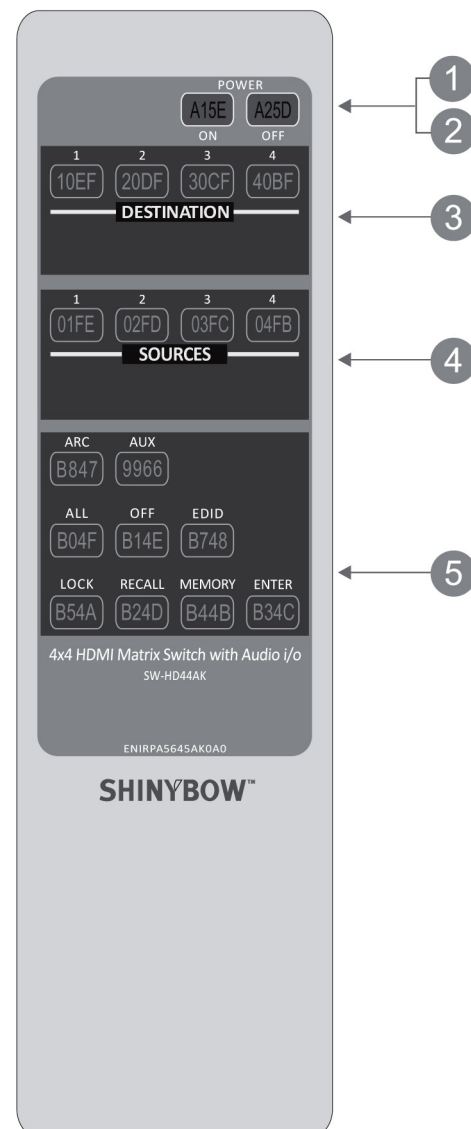 POWER
A15E A25D
ON OFF
1 2 3 4
10EF 20DF 30CF 40BF
DESTINATION
1 2 3 4
01FE 02FD 03FC 04FB
SOURCES
ARC AUX
B847 9966
ALL OFF EDID
B04F B14E B748
LOCK RECALL MEMORY ENTER
B54A B24D B44B B34C
4x4 HDMI Matrix Switch with Audio i/o
SW-HD44AK
ENIRPA5645AK0A0
SHINYBOW™
1
2
3
4
5